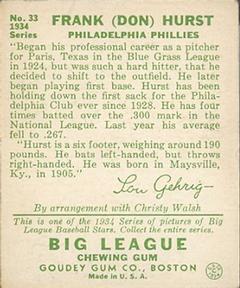 No. 33
1934
Series
FRANK (DON) HURST
PHILADELPHIA PHILLIES
"Began his professional career as a pitcher for
Paris, Texas in the Blue Grass League
in 1924, but was such a hard hitter, that he
decided to shift to the outfield. He later
began playing first base. Hurst has been
holding down the first sack for the Phila-
delphia Club ever since 1928. He has four
times batted over the .300 mark in the
National League. Last year his average
fell to .267.
"Hurst is a six footer, weighing around 190
pounds. He bats left-handed, but throws
right-handed. He was born in Maysville,
Ky., in 1905."
Lou Gehrig
By arrangement with Christy Walsh
This is one of the 1934 Series of pictures of Big
League Baseball Stars. Collect the entire series.
BIG LEAGUE
CHEWING GUM
GOUDEY GUM CO., BOSTON
Made in U. S. A.